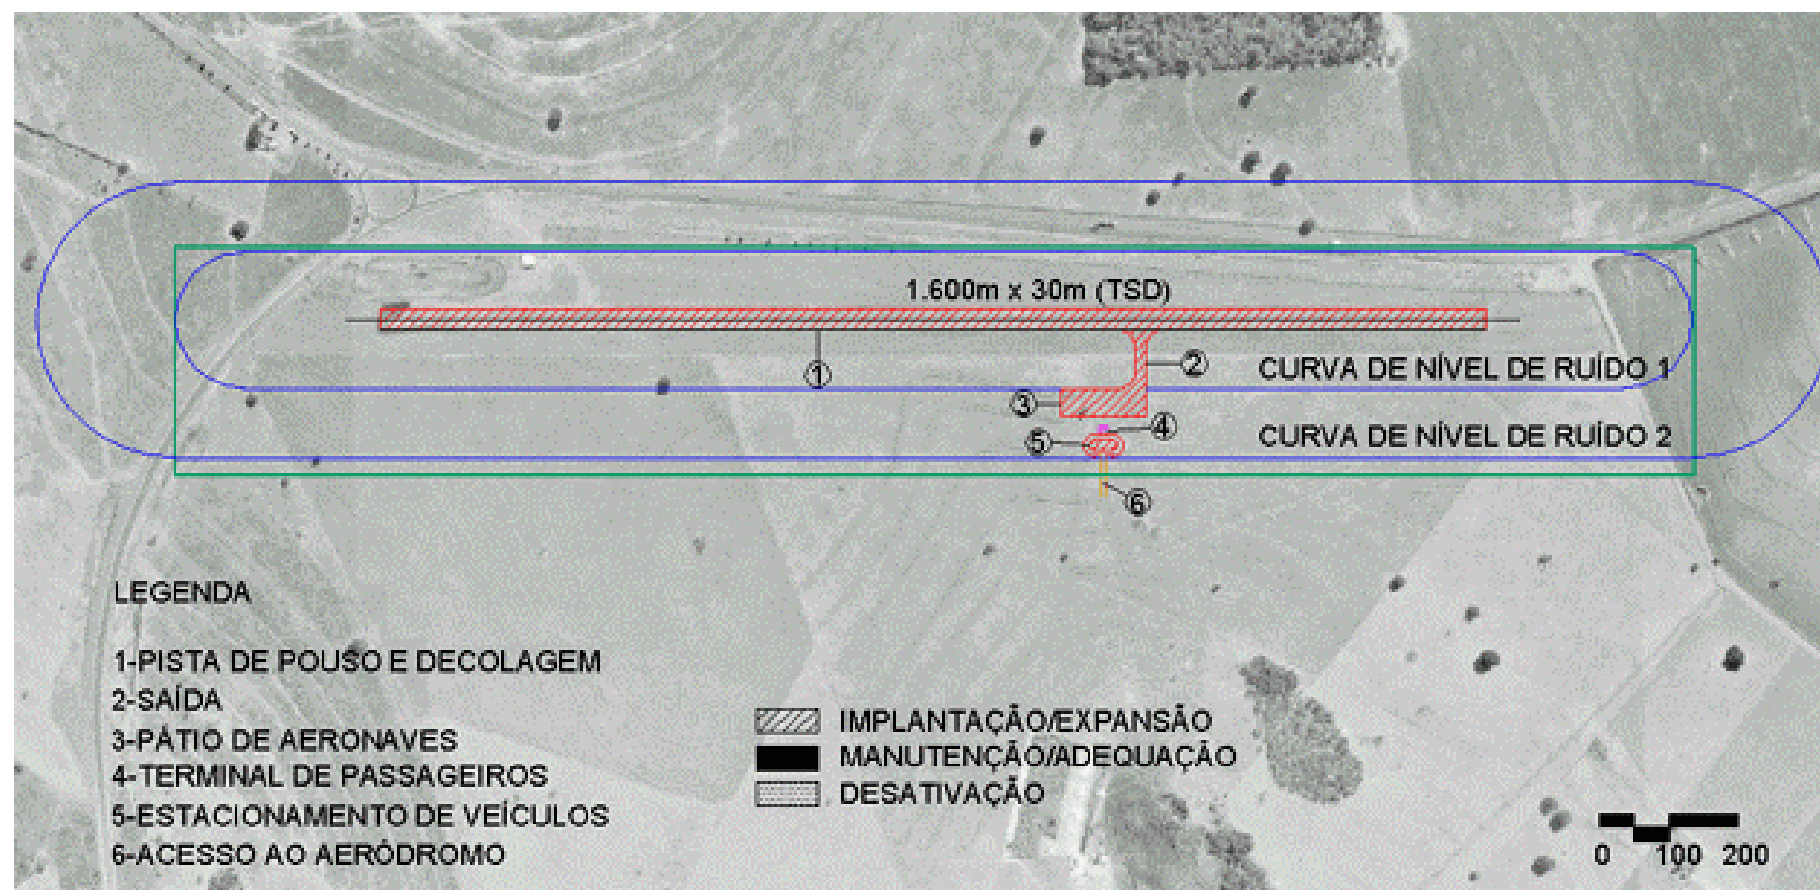 1.600m x 30m (TSD)
1
2
CURVA DE NÍVEL DE RUÍDO 1
3
4
5
CURVA DE NÍVEL DE RUÍDO 2
6
LEGENDA
1-PISTA DE POUSO E DECOLAGEM
2-SAÍDA
3-PÁTIO DE AERONAVES
4-TERMINAL DE PASSAGEIROS
5-ESTACIONAMENTO DE VEÍCULOS
6-ACESSO AO AERÓDROMO
IMPLANTAÇÃO/EXPANSÃO
MANUTENÇÃO/ADEQUAÇÃO
DESATIVAÇÃO
0 100 200